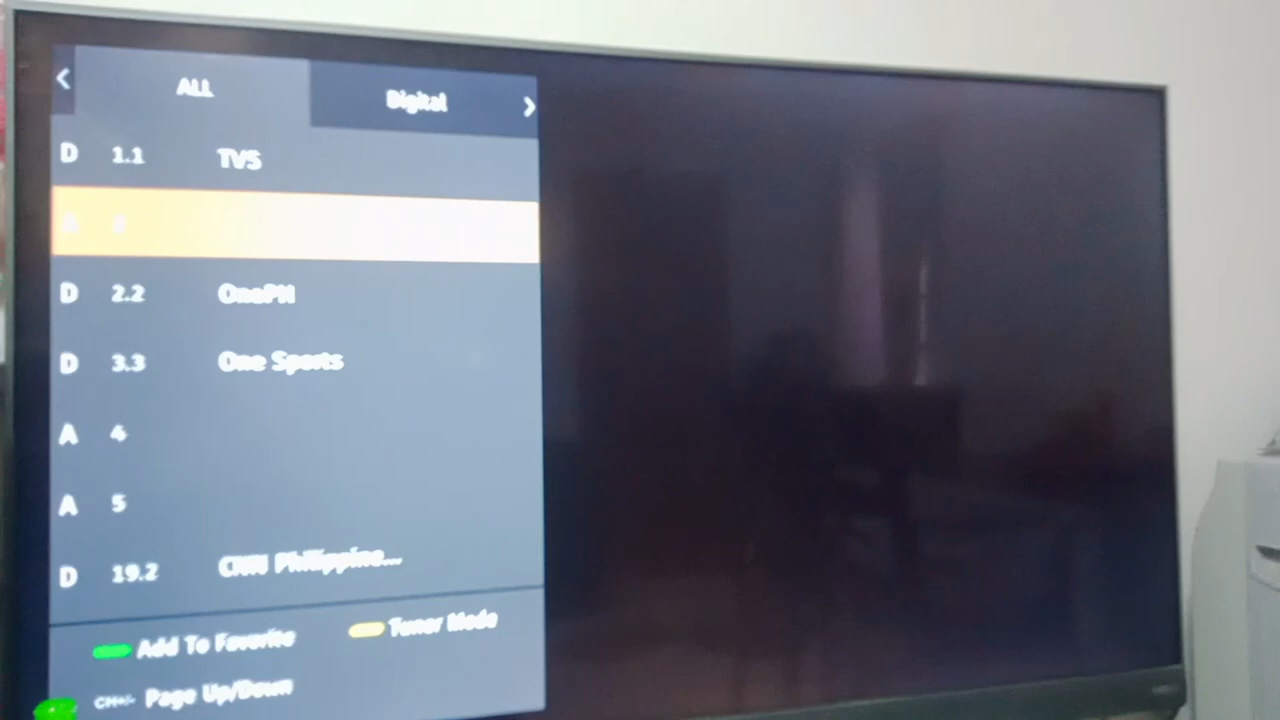 < ALL Digital >
D 1.1 TV5
D 2.2 OnePH
D 3.3 One Sports
A 4
A 5
D 19.2 CNN Philippine...
Add To Favorite Tuner Mode
CH+/- Page Up/Down